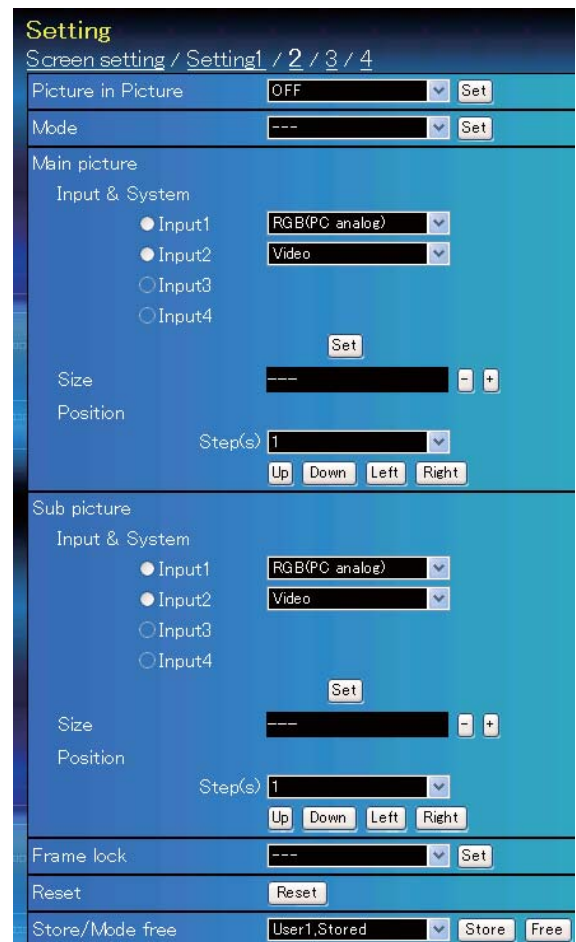 Setting
Screen setting / Setting1 / 2 / 3 / 4
Picture in Picture OFF Set
Mode --- Set
Main picture
Input & System
Input1 RGB(PC analog)
Input2 Video
Input3
Input4
Set
Size --- - +
Position
Step(s) 1
Up Down Left Right
Sub picture
Input & System
Input1 RGB(PC analog)
Input2 Video
Input3
Input4
Set
Size --- - +
Position
Step(s) 1
Up Down Left Right
Frame lock --- Set
Reset Reset
Store/Mode free User1,Stored Store Free